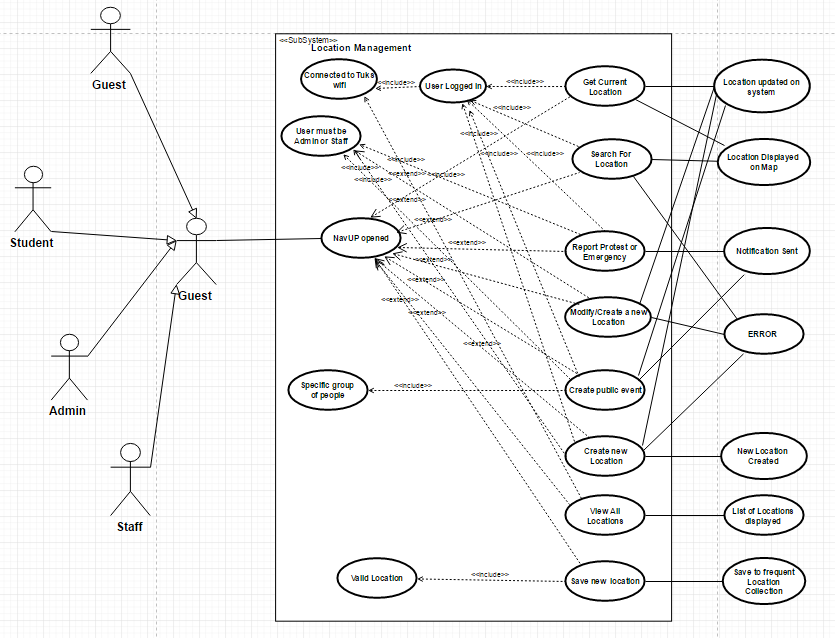 Guest
Student
Admin
Staff
Guest
<<SubSystem>>
Location Management
Connected to Tuks
wifi
<<include>>
User Logged In
<<include>>
Get Current
Location
Location updated on
system
User must be
Admin or Staff
<<include>>
<<include>>
<<include>>
<<include>>
Search For
Location
Location Displayed
on Map
<<include>>
<<include>>
<<extend>>
<<include>>
<<include>>
<<extend>>
<<extend>>
NavUP opened
<<extend>>
<<extend>>
Report Protest or
Emergency
Notification Sent
<<extend>>
<<extend>>
<<extend>>
Modify/Create a new
Location
ERROR
<<extend>>
<<extend>>
Specific group
of people
<<include>>
Create public event
Create new
Location
New Location
Created
View All
Locations
List of Locations
displayed
Valid Location
<<include>>
Save new location
Save to frequent
Location
Collection